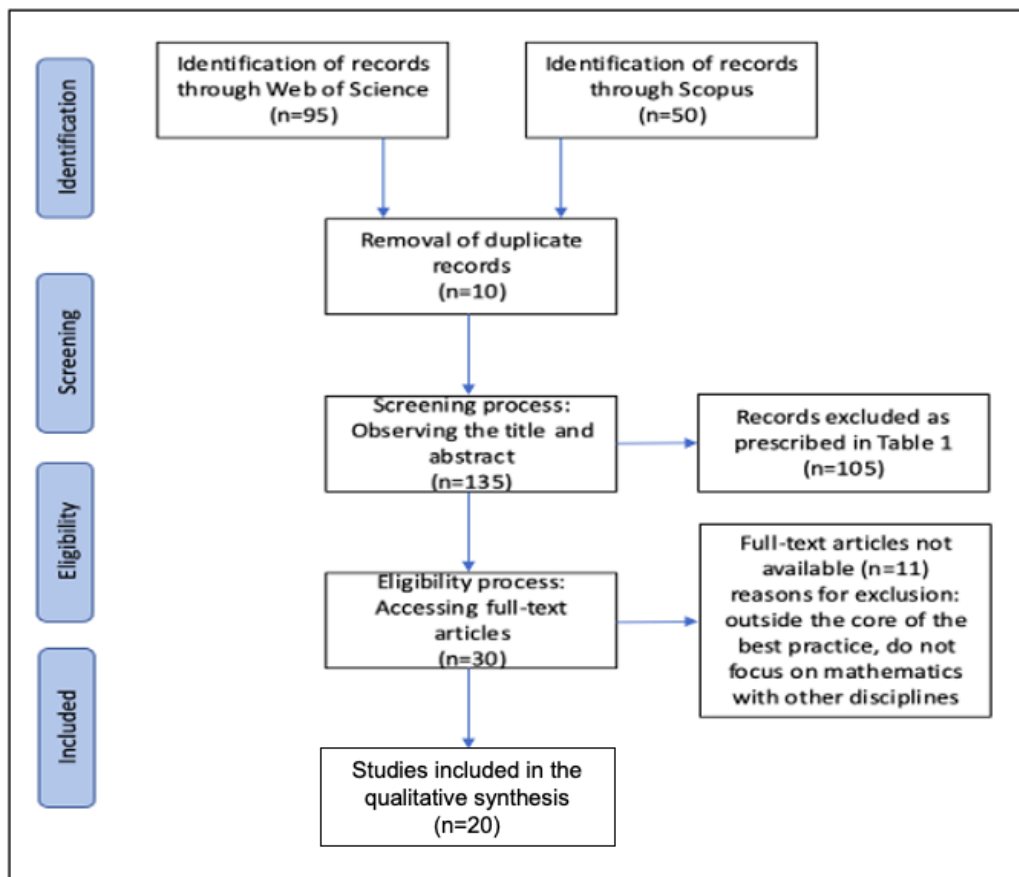 Identification
Identification of records
through Web of Science
(n=95)
Identification of records
through Scopus
(n=50)
Removal of duplicate
records
(n=10)
Screening
Screening process:
Observing the title and
abstract
(n=135)
Records excluded as
prescribed in Table 1
(n=105)
Eligibility
Eligibility process:
Accessing full-text
articles
(n=30)
Full-text articles not
available (n=11)
reasons for exclusion:
outside the core of the
best practice, do not
focus on mathematics
with other disciplines
Included
Studies included in the
qualitative synthesis
(n=20)